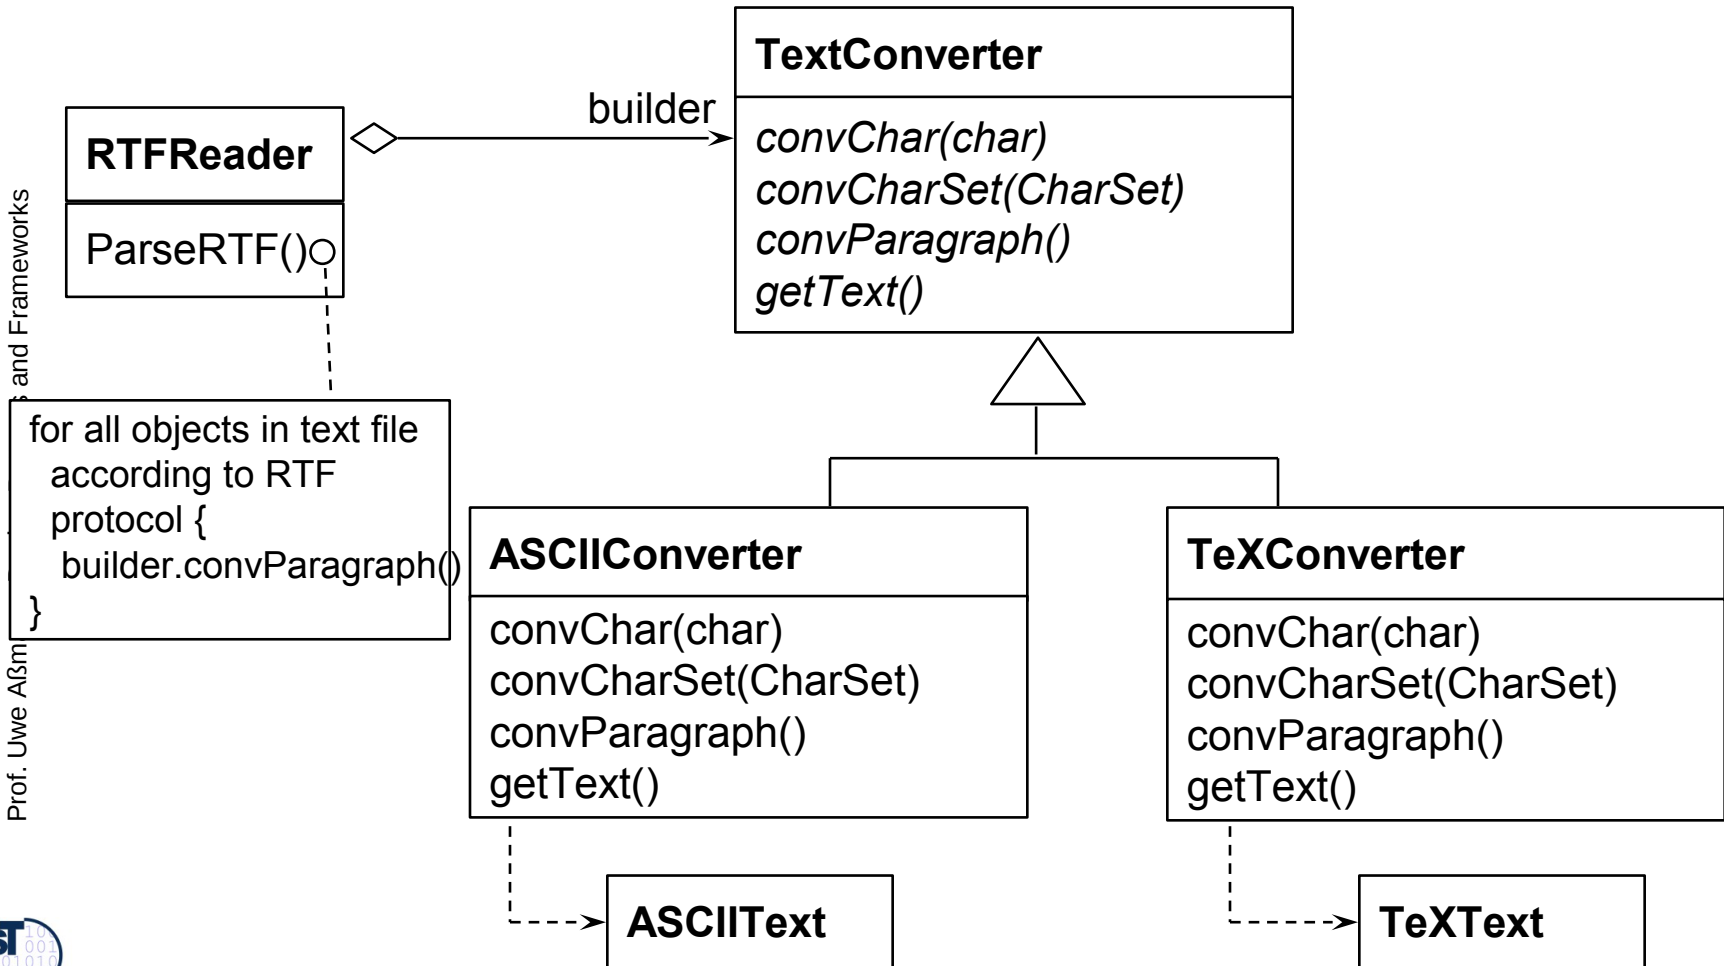 TextConverter
convChar(char)
convCharSet(CharSet)
convParagraph()
getText()
builder
RTFReader
ParseRTF()
for all objects in text file
according to RTF
protocol {
builder.convParagraph()
}
ASCIIConverter
convChar(char)
convCharSet(CharSet)
convParagraph()
getText()
TeXConverter
convChar(char)
convCharSet(CharSet)
convParagraph()
getText()
ASCIIText
TeXText
Prof. Uwe and Frameworks